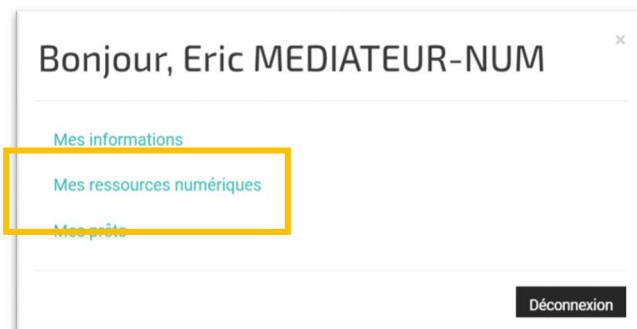 Bonjour, Eric MEDIATEUR-NUM
×
Mes informations
Mes ressources numériques
Mes prêts
Déconnexion